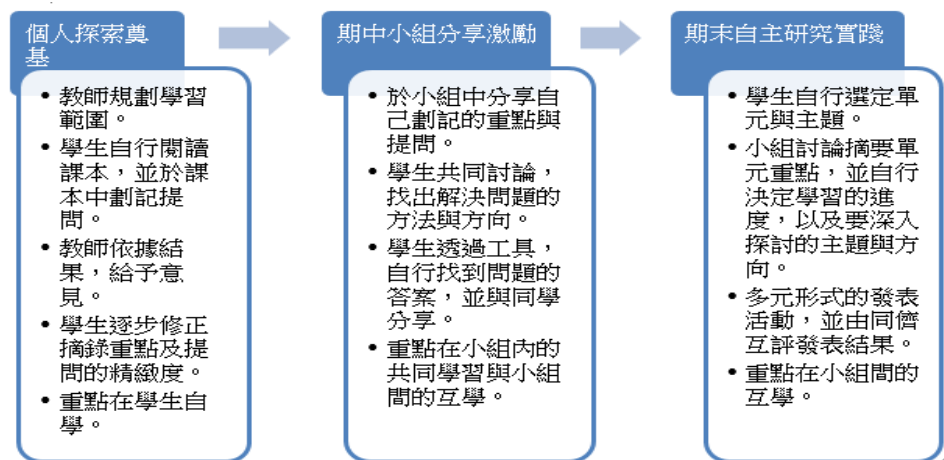 個人探索奠
基
• 教師規劃學習
範圍。
• 學生自行閱讀
課本，並於課
本中劃記提
問。
• 教師依據結
果，給予意
見。
• 學生逐步修正
摘錄重點及提
問的精緻度。
• 重點在學生自
學。
期中小組分享激勵
• 於小組中分享自
己劃記的重點與
提問。
• 學生共同討論，
找出解決問題的
方法與方向。
• 學生透過工具，
自行找到問題的
答案，並與同學
分享。
• 重點在小組內的
共同學習與小組
間的互學。
期末自主研究實踐
• 學生自行選定單
元與主題。
• 小組討論摘要單
元重點，並自行
決定學習的進
度，以及要深入
探討的主題與方
向。
• 多元形式的發表
活動，並由同儕
互評發表結果。
• 重點在小組間的
互學。